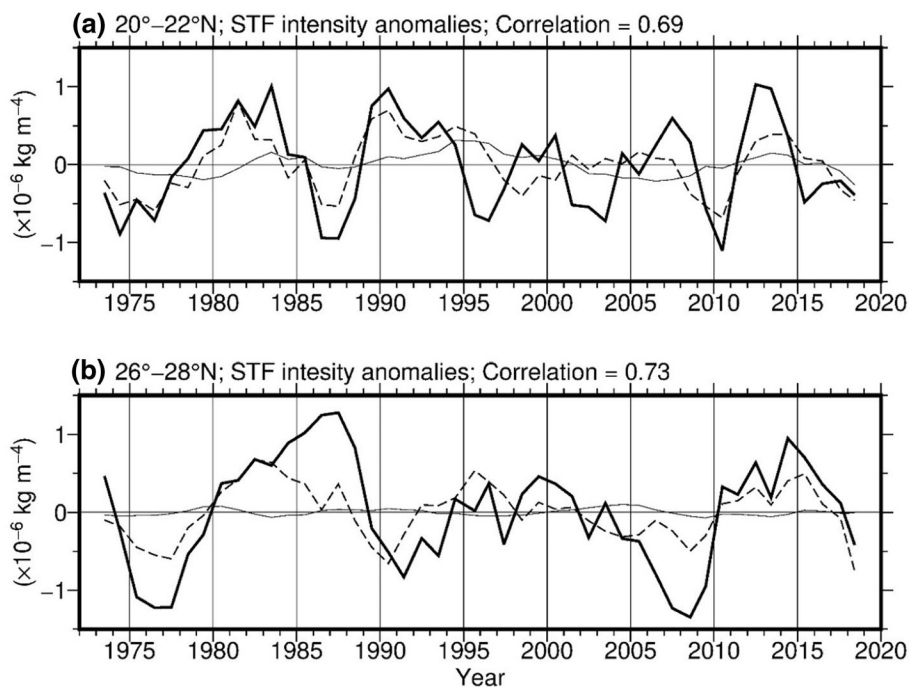 (a) 20°–22°N; STF intensity anomalies; Correlation = 0.69
(×10⁻⁶ kg m⁻⁴)
1
0
−1
1975 1980 1985 1990 1995 2000 2005 2010 2015 2020
(b) 26°–28°N; STF intesity anomalies; Correlation = 0.73
(×10⁻⁶ kg m⁻⁴)
1
0
−1
1975 1980 1985 1990 1995 2000 2005 2010 2015 2020
Year